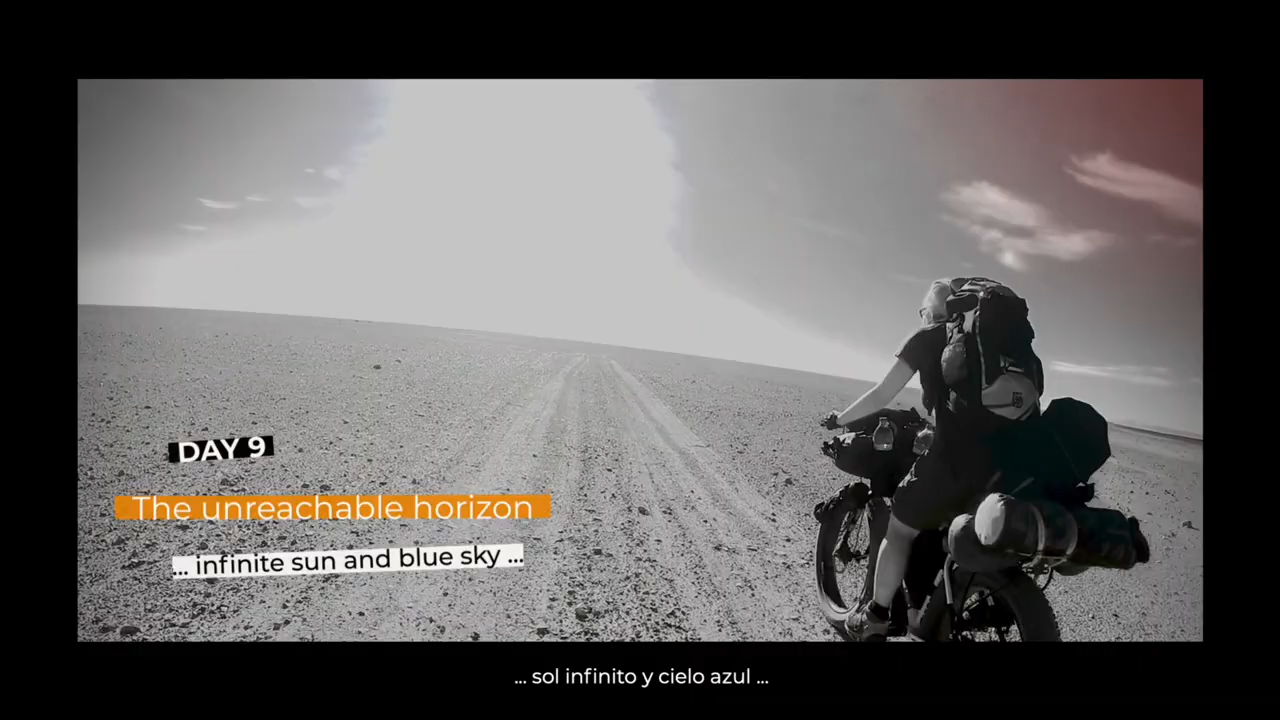 DAY 9
The unreachable horizon
... infinite sun and blue sky ...
... sol infinito y cielo azul ...